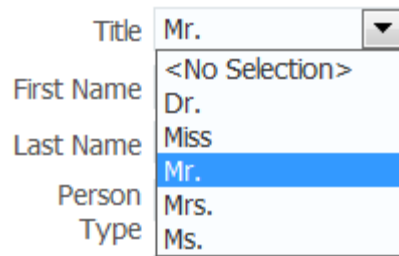 Title Mr.
<No Selection>
First Name
Dr.
Last Name Miss
Mr.
Person
Mrs.
Type
Ms.